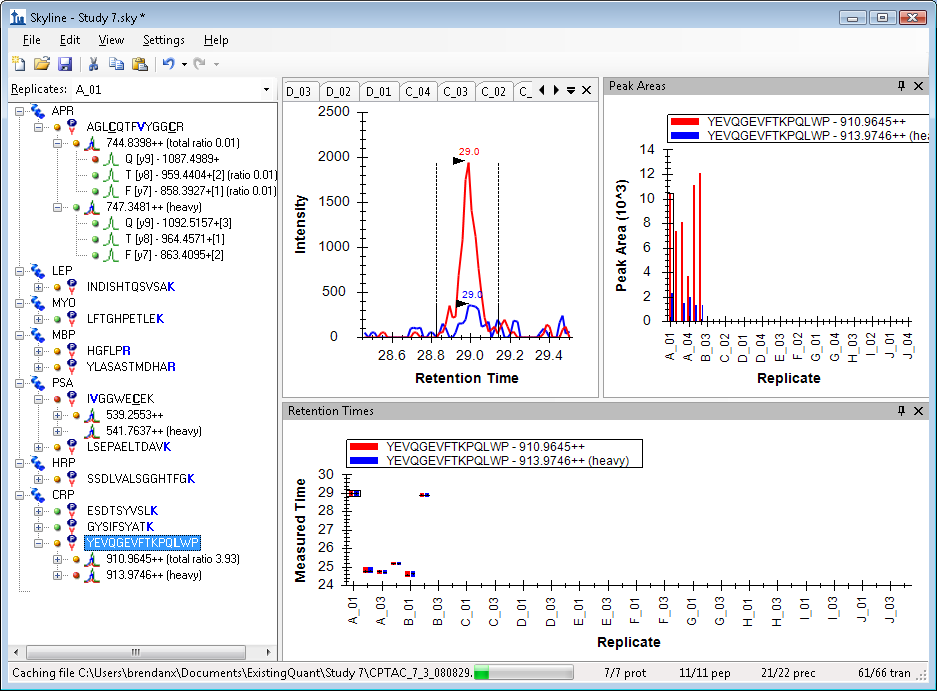 Skyline - Study 7.sky *
File Edit View Settings Help
Replicates: A_01
APR
AGLCQTFVYGGCR
744.8398++ (total ratio 0.01)
Q [y9] - 1087.4989+
T [y8] - 959.4404+[2] (ratio 0.01)
F [y7] - 858.3927+[1] (ratio 0.01)
747.3481++ (heavy)
Q [y9] - 1092.5157+[3]
T [y8] - 964.4571+[1]
F [y7] - 863.4095+[2]
LEP
INDISHTQSVSAK
MYO
LFTGHPETLEK
MBP
HGFLPR
YLASASTMDHAR
PSA
IVGGWECEK
539.2553++
541.7637++ (heavy)
LSEPAELTDAVK
HRP
SSDLVALSGGHTFGK
CRP
ESDTSYVSLK
GYSIFSYATK
YEVQGEVFTKPQLWP
910.9645++ (total ratio 3.93)
913.9746++ (heavy)
D_03 D_02 D_01 C_04 C_03 C_02 C_
2500
2000
1500
1000
500
0
Intensity
29.0
29.0
28.6 28.8 29.0 29.2 29.4
Retention Time
Peak Areas
YEVQGEVFTKPQLWP - 910.9645++
YEVQGEVFTKPQLWP - 913.9746++ (hea
14
12
10
8
6
4
2
0
Peak Area (10^3)
A_01 A_04 B_03 C_02 D_01 D_04 E_03 F_02 G_01 G_04 H_03 I_02 J_01 J_04
Replicate
Retention Times
YEVQGEVFTKPQLWP - 910.9645++
YEVQGEVFTKPQLWP - 913.9746++ (heavy)
30
29
28
27
26
25
24
Measured Time
A_01 A_03 B_01 B_03 C_01 C_03 D_01 D_03 E_01 E_03 F_01 F_03 G_01 G_03 H_01 H_03 I_01 I_03 J_01 J_03
Replicate
Caching file C:\Users\brendanx\Documents\ExistingQuant\Study 7\CPTAC_7_3_080829. 7/7 prot 11/11 pep 21/22 prec 61/66 tran